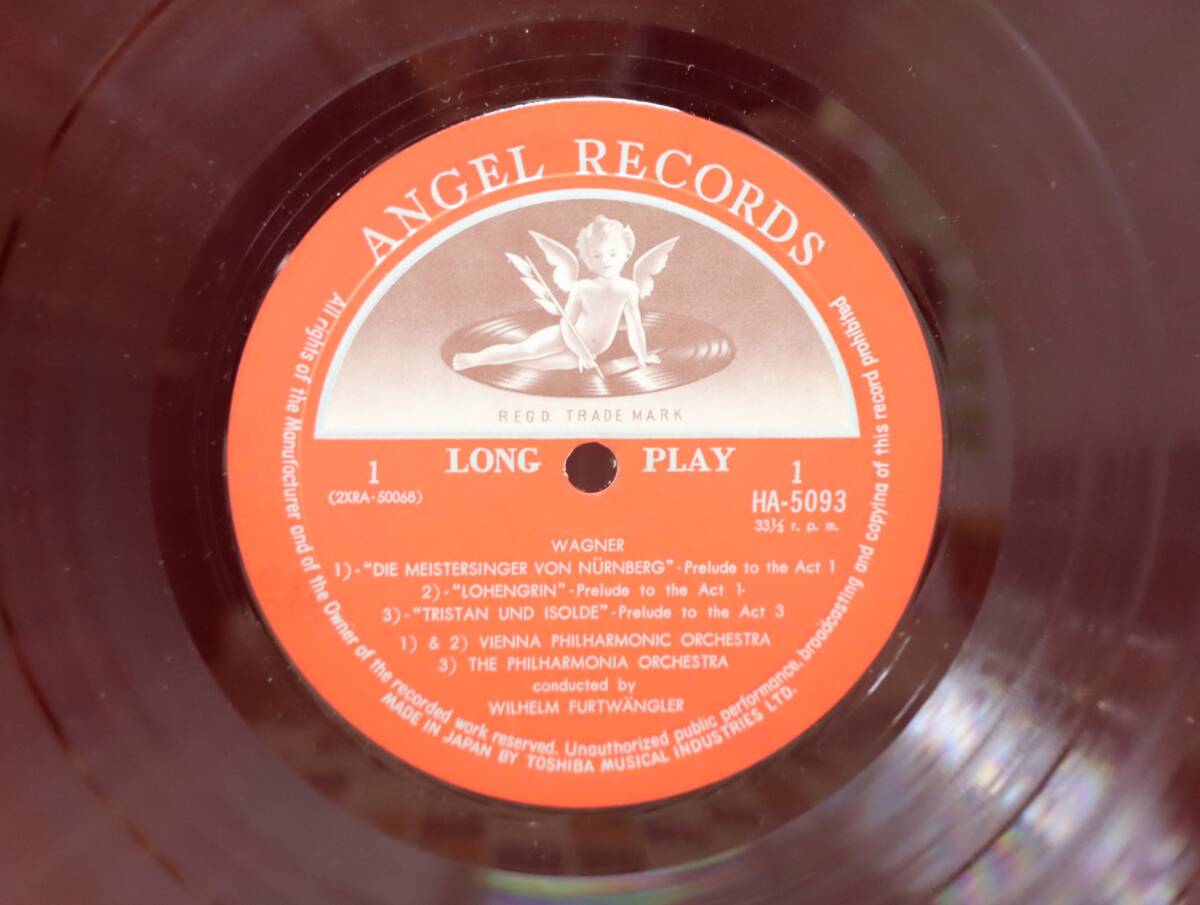 ANGEL RECORDS
REGD. TRADE MARK
LONG PLAY
1
(2XRA-50068)
1
HA-5093
33⅓ r. p. m.
WAGNER
1)-“DIE MEISTERSINGER VON NÜRNBERG”-Prelude to the Act 1
2)-“LOHENGRIN”-Prelude to the Act 1-
3)-“TRISTAN UND ISOLDE”-Prelude to the Act 3
1) & 2) VIENNA PHILHARMONIC ORCHESTRA
3) THE PHILHARMONIA ORCHESTRA
conducted by
WILHELM FURTWÄNGLER
All rights of the Manufacturer and of the Owner of the recorded work reserved. Unauthorized public performance, broadcasting and copying of this record prohibited
MADE IN JAPAN BY TOSHIBA MUSICAL INDUSTRIES LTD.